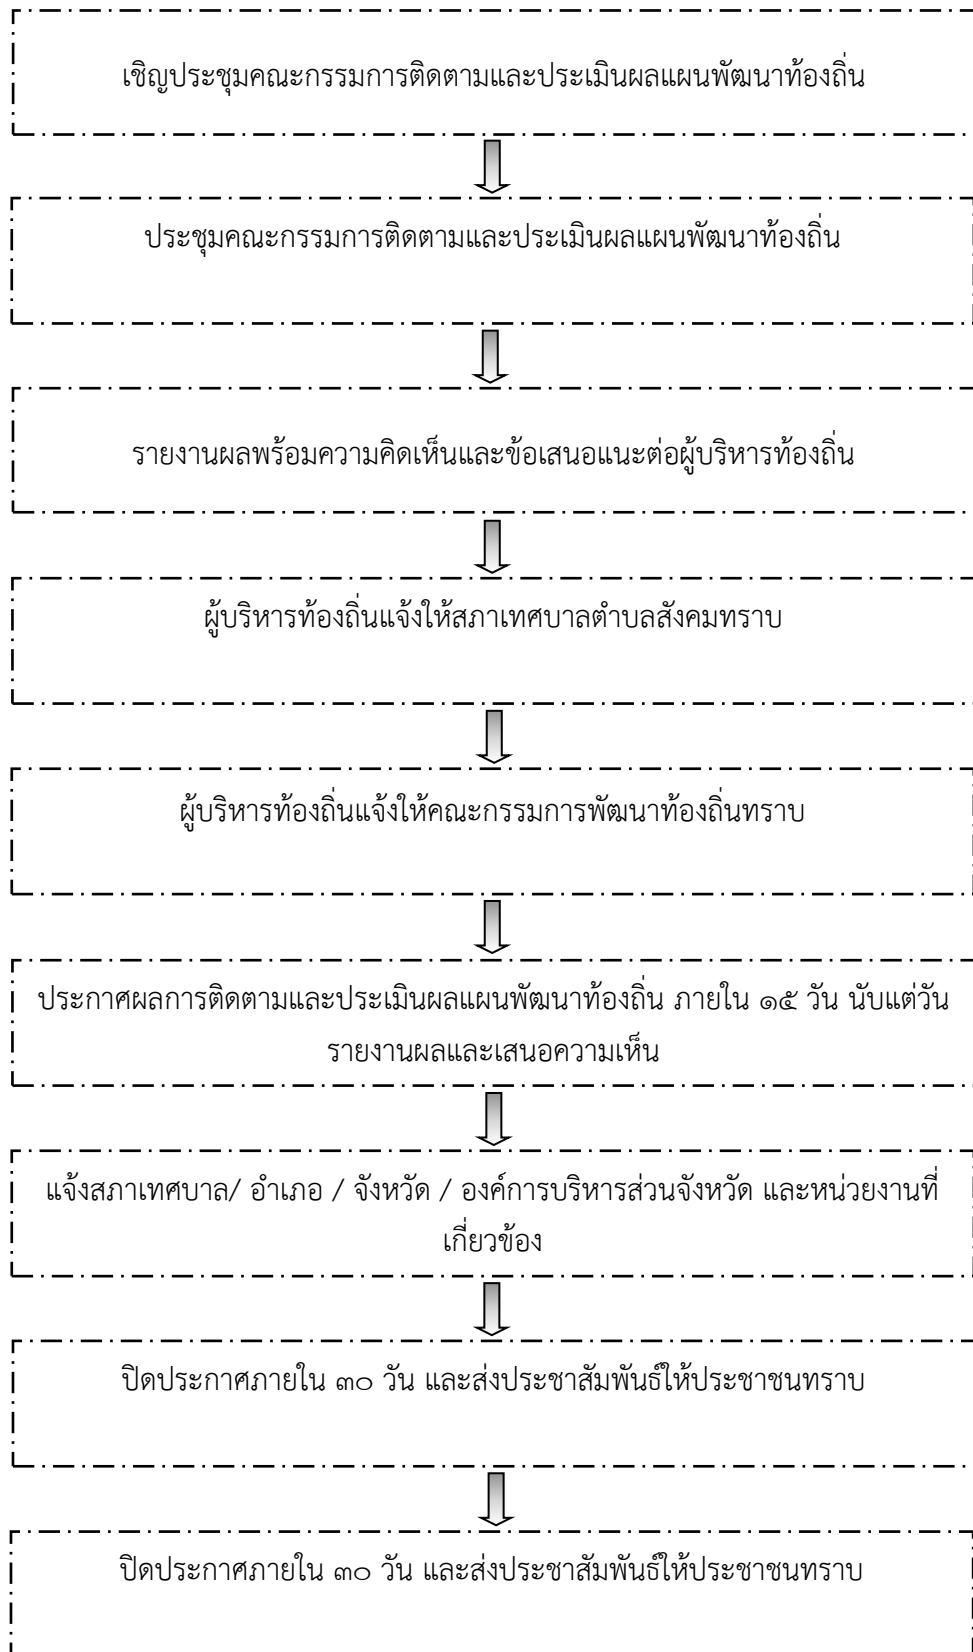 เชิญประชุมคณะกรรมการติดตามและประเมินผลแผนพัฒนาท้องถิ่น
ประชุมคณะกรรมการติดตามและประเมินผลแผนพัฒนาท้องถิ่น
รายงานผลพร้อมความคิดเห็นและข้อเสนอแนะต่อผู้บริหารท้องถิ่น
ผู้บริหารท้องถิ่นแจ้งให้สภาเทศบาลตำบลสังคมทราบ
ผู้บริหารท้องถิ่นแจ้งให้คณะกรรมการพัฒนาท้องถิ่นทราบ
ประกาศผลการติดตามและประเมินผลแผนพัฒนาท้องถิ่น ภายใน ๑๕ วัน นับแต่วัน
รายงานผลและเสนอความเห็น
แจ้งสภาเทศบาล/ อำเภอ / จังหวัด / องค์การบริหารส่วนจังหวัด และหน่วยงานที่
เกี่ยวข้อง
ปิดประกาศภายใน ๓๐ วัน และส่งประชาสัมพันธ์ให้ประชาชนทราบ
ปิดประกาศภายใน ๓๐ วัน และส่งประชาสัมพันธ์ให้ประชาชนทราบ